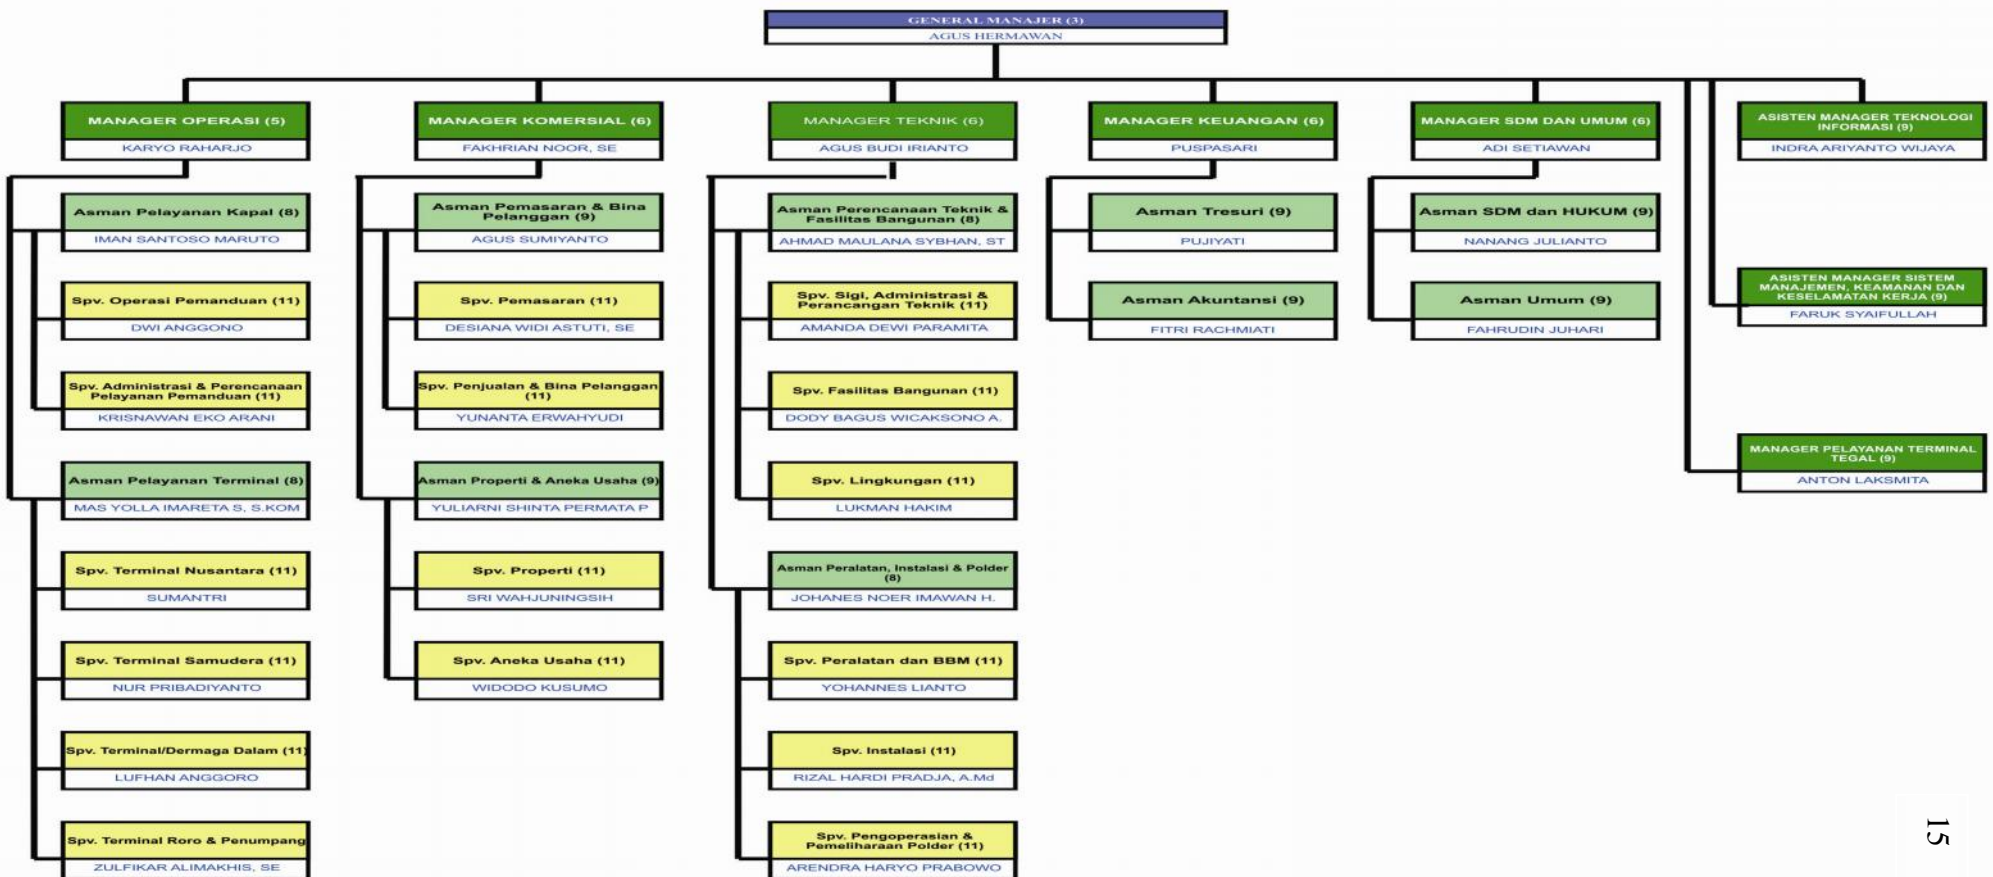 GENERAL MANAJER (3)
AGUS HERMAWAN
MANAGER OPERASI (5)
KARYO RAHARJO
Asman Pelayanan Kapal (8)
IMAN SANTOSO MARUTO
Spv. Operasi Pemanduan (11)
DWI ANGGONO
Spv. Administrasi & Perencanaan
Pelayanan Pemanduan (11)
KRISNAWAN EKO ARANI
Asman Pelayanan Terminal (8)
MAS YOLLA IMARETA S, S.KOM
Spv. Terminal Nusantara (11)
SUMANTRI
Spv. Terminal Samudera (11)
NUR PRIBADIYANTO
Spv. Terminal/Dermaga Dalam (11)
LUFHAN ANGGORO
Spv. Terminal Roro & Penumpang
ZULFIKAR ALIMAKHIS, SE
MANAGER KOMERSIAL (6)
FAKHRIAN NOOR, SE
Asman Pemasaran & Bina
Pelanggan (9)
AGUS SUMIYANTO
Spv. Pemasaran (11)
DESIANA WIDI ASTUTI, SE
Spv. Penjualan & Bina Pelanggan
(11)
YUNANTA ERWAHYUDI
Asman Properti & Aneka Usaha (9)
YULIARNI SHINTA PERMATA P
Spv. Properti (11)
SRI WAHJUNINGSIH
Spv. Aneka Usaha (11)
WIDODO KUSUMO
MANAGER TEKNIK (6)
AGUS BUDI IRIANTO
Asman Perencanaan Teknik &
Fasilitas Bangunan (8)
AHMAD MAULANA SYBHAN, ST
Spv. Sigi, Administrasi &
Perancangan Teknik (11)
AMANDA DEWI PARAMITA
Spv. Fasilitas Bangunan (11)
DODY BAGUS WICAKSONO A.
Spv. Lingkungan (11)
LUKMAN HAKIM
Asman Peralatan, Instalasi & Polder
(8)
JOHANES NOER IMAWAN H.
Spv. Peralatan dan BBM (11)
YOHANNES LIANTO
Spv. Instalasi (11)
RIZAL HARDI PRADJA, A.Md
Spv. Pengoperasian &
Pemeliharaan Polder (11)
ARENDRA HARYO PRABOWO
MANAGER KEUANGAN (6)
PUSPASARI
Asman Tresuri (9)
PUJIYATI
Asman Akuntansi (9)
FITRI RACHMIATI
MANAGER SDM DAN UMUM (6)
ADI SETIAWAN
Asman SDM dan HUKUM (9)
NANANG JULIANTO
Asman Umum (9)
FAHRUDIN JUHARI
ASISTEN MANAGER TEKNOLOGI
INFORMASI (9)
INDRA ARIYANTO WIJAYA
ASISTEN MANAGER SISTEM
MANAJEMEN, KEAMANAN DAN
KESELAMATAN KERJA (9)
FARUK SYAIFULLAH
MANAGER PELAYANAN TERMINAL
TEGAL (9)
ANTON LAKSMITA
15